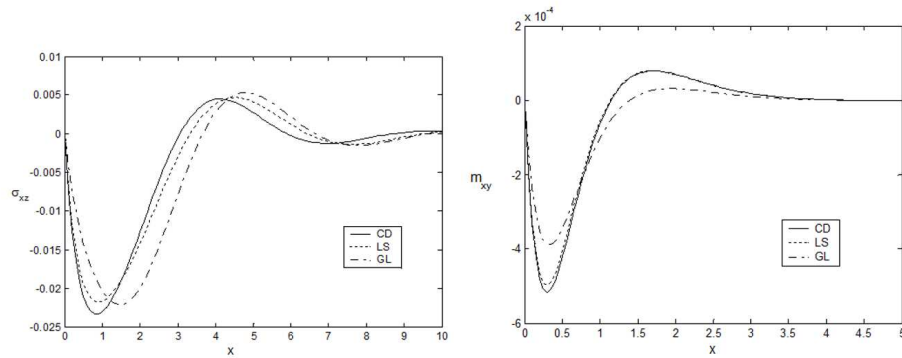 0.01
0.005
0
-0.005
-0.01
-0.015
-0.02
-0.025
σxz
CD
LS
GL
0 1 2 3 4 5 6 7 8 9 10
x
x 10⁻⁴
2
0
-2
-4
-6
mxy
CD
LS
GL
0 0.5 1 1.5 2 2.5 3 3.5 4 4.5 5
x